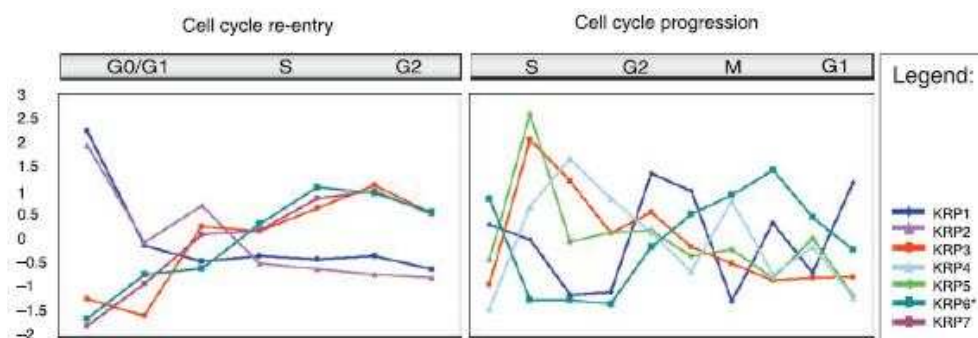 Cell cycle re-entry
Cell cycle progression
G0/G1 S G2
S G2 M G1
Legend:
3
2.5
2
1.5
1
0.5
0
−0.5
−1
−1.5
−2
KRP1
KRP2
KRP3
KRP4
KRP5
KRP6*
KRP7